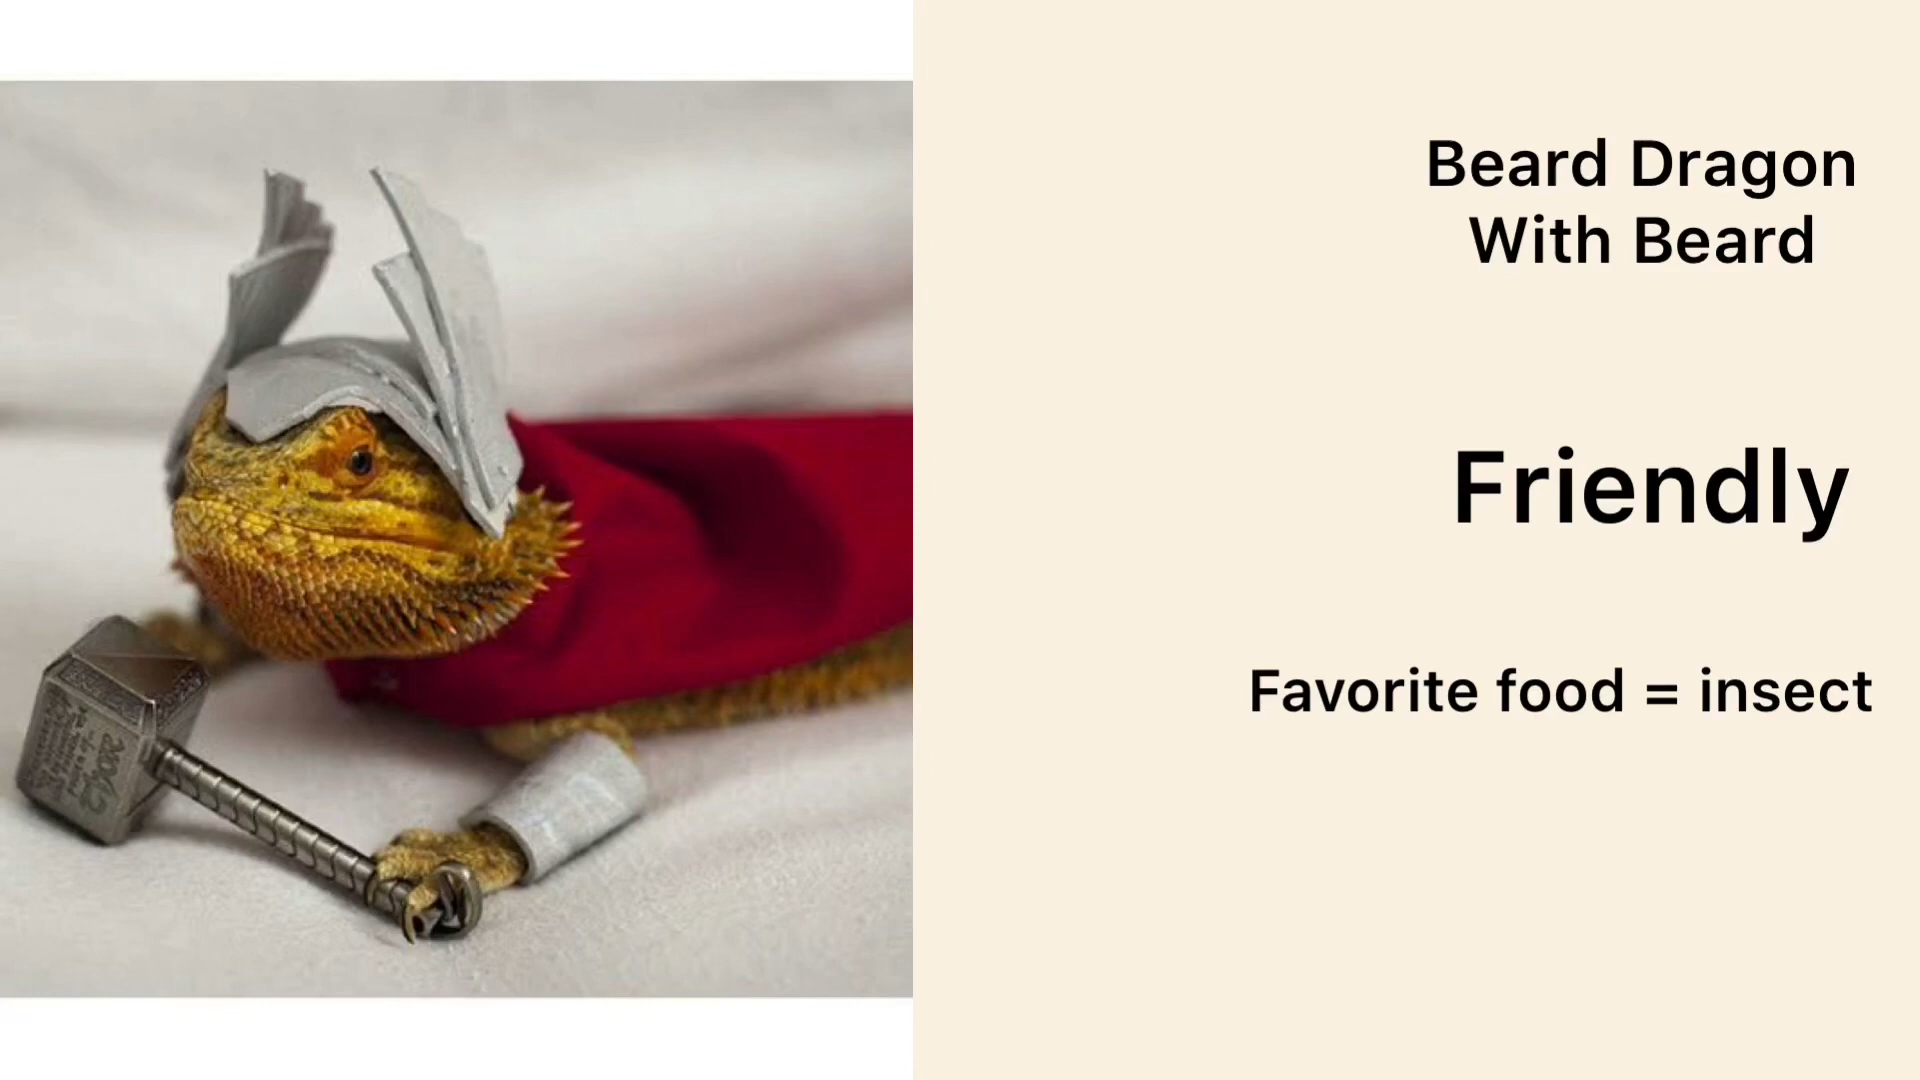 Beard Dragon
With Beard
Friendly
Favorite food = insect